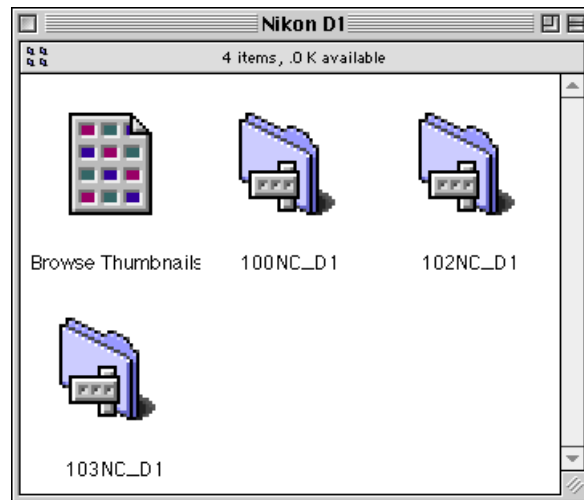 Nikon D1
4 items, .0 K available
Browse Thumbnails
100NC_D1
102NC_D1
103NC_D1